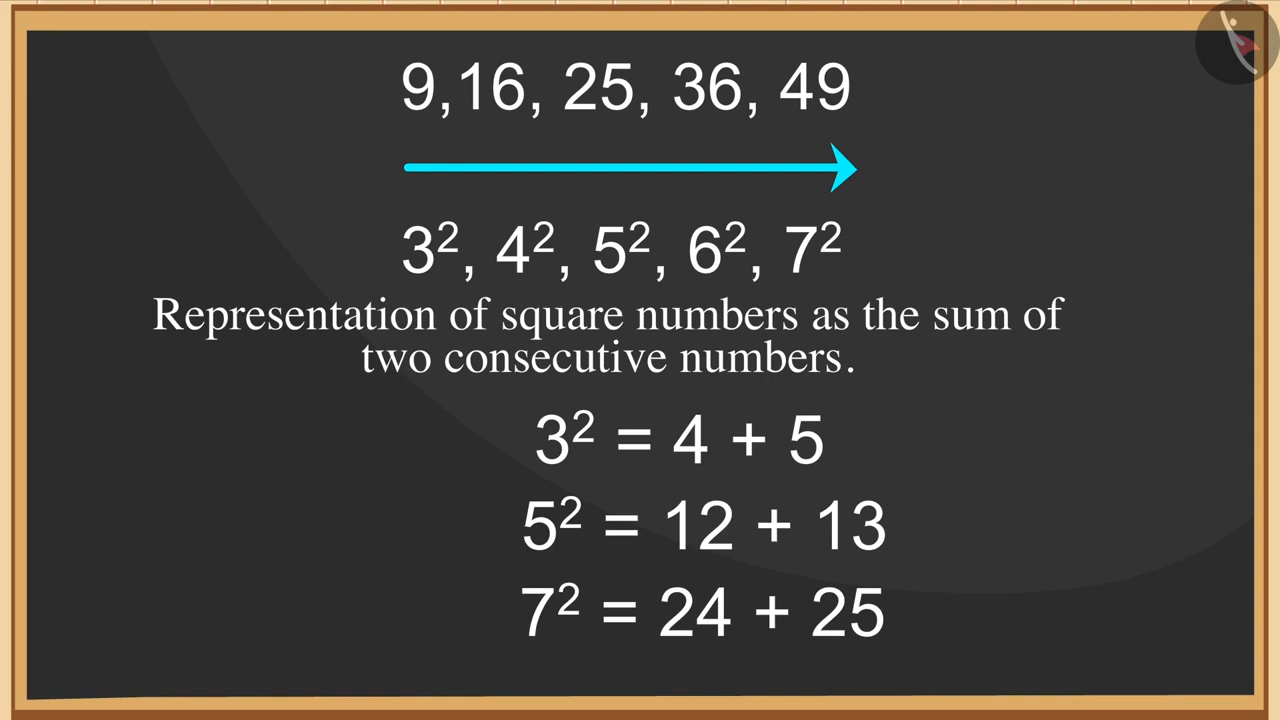 9,16, 25, 36, 49
3², 4², 5², 6², 7²
Representation of square numbers as the sum of
two consecutive numbers.
3² = 4 + 5
5² = 12 + 13
7² = 24 + 25